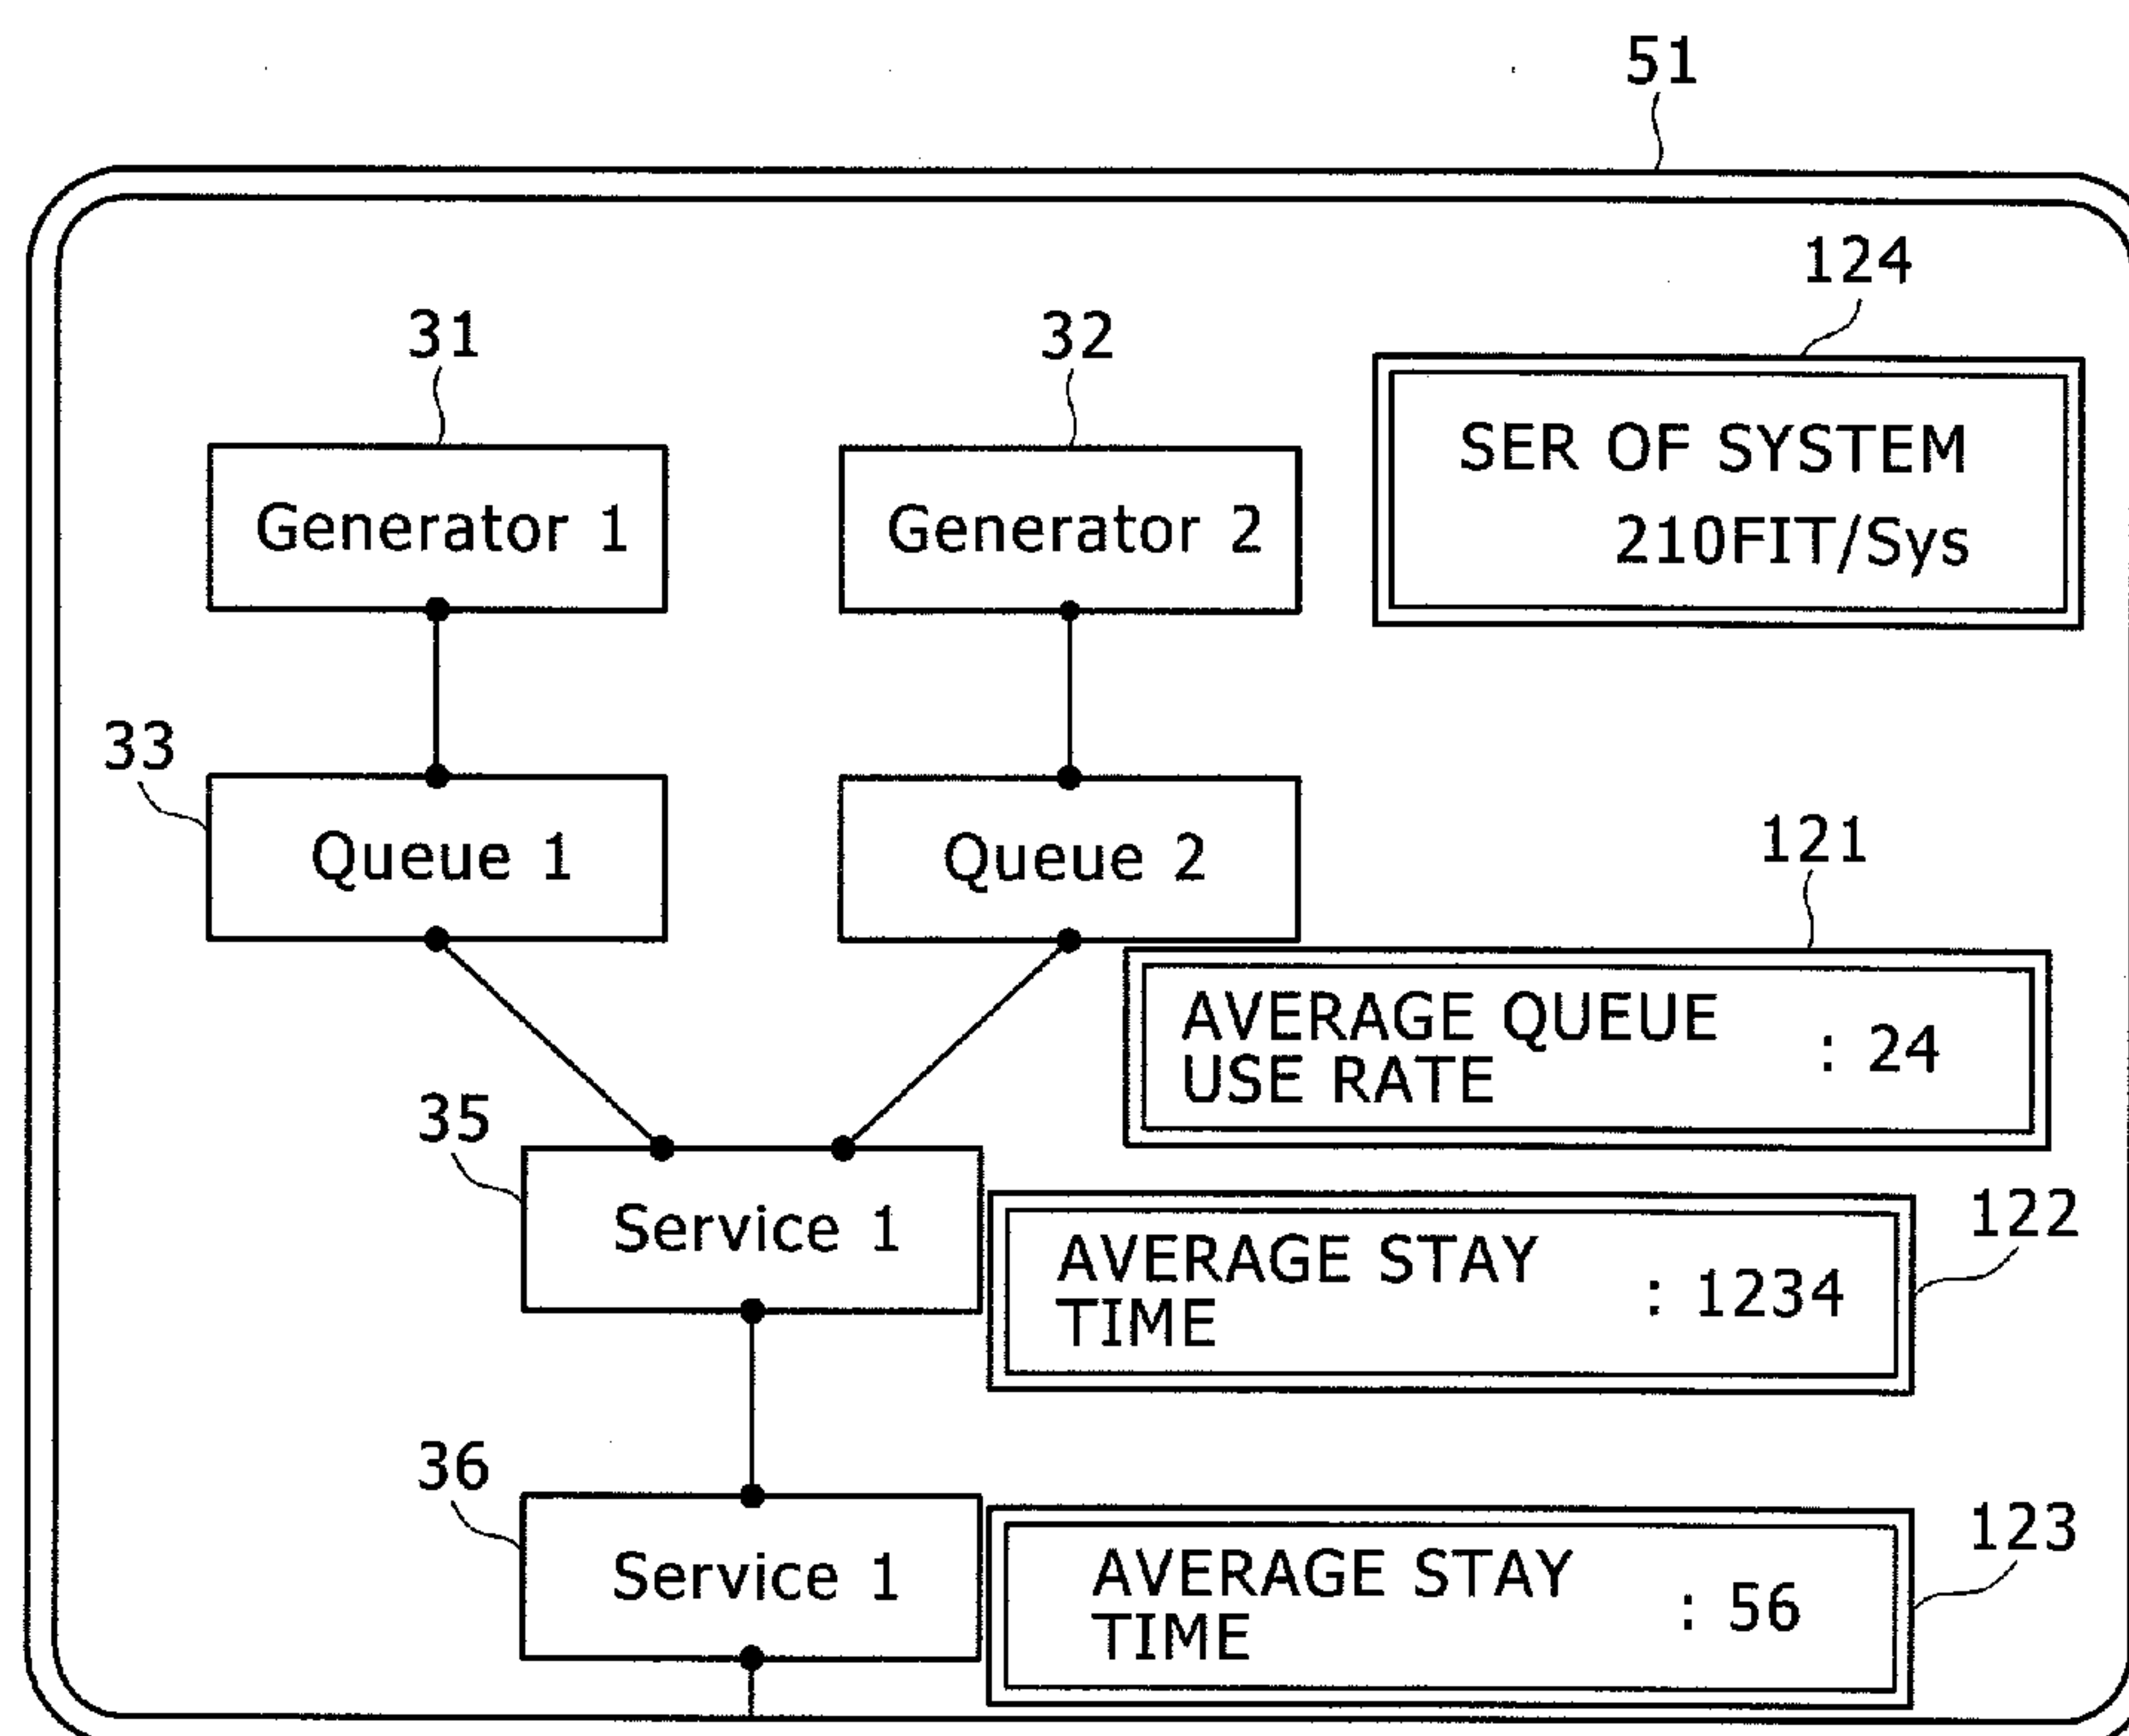 51
124
31
32
SER OF SYSTEM
210FIT/Sys
Generator 1
Generator 2
33
Queue 1
Queue 2
121
AVERAGE QUEUE
USE RATE
: 24
35
Service 1
122
AVERAGE STAY
TIME
: 1234
36
Service 1
123
AVERAGE STAY
TIME
: 56